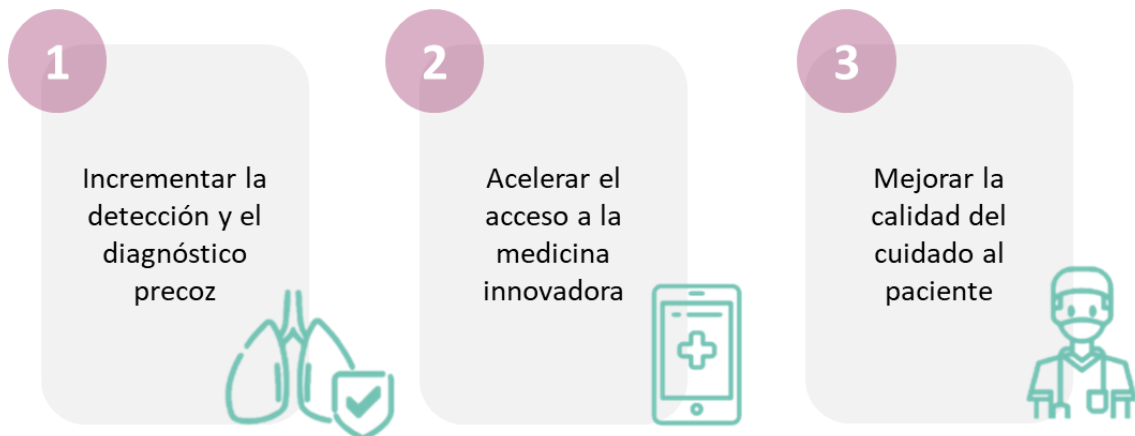 1
Incrementar la
detección y el
diagnóstico
precoz
2
Acelerar el
acceso a la
medicina
innovadora
3
Mejorar la
calidad del
cuidado al
paciente